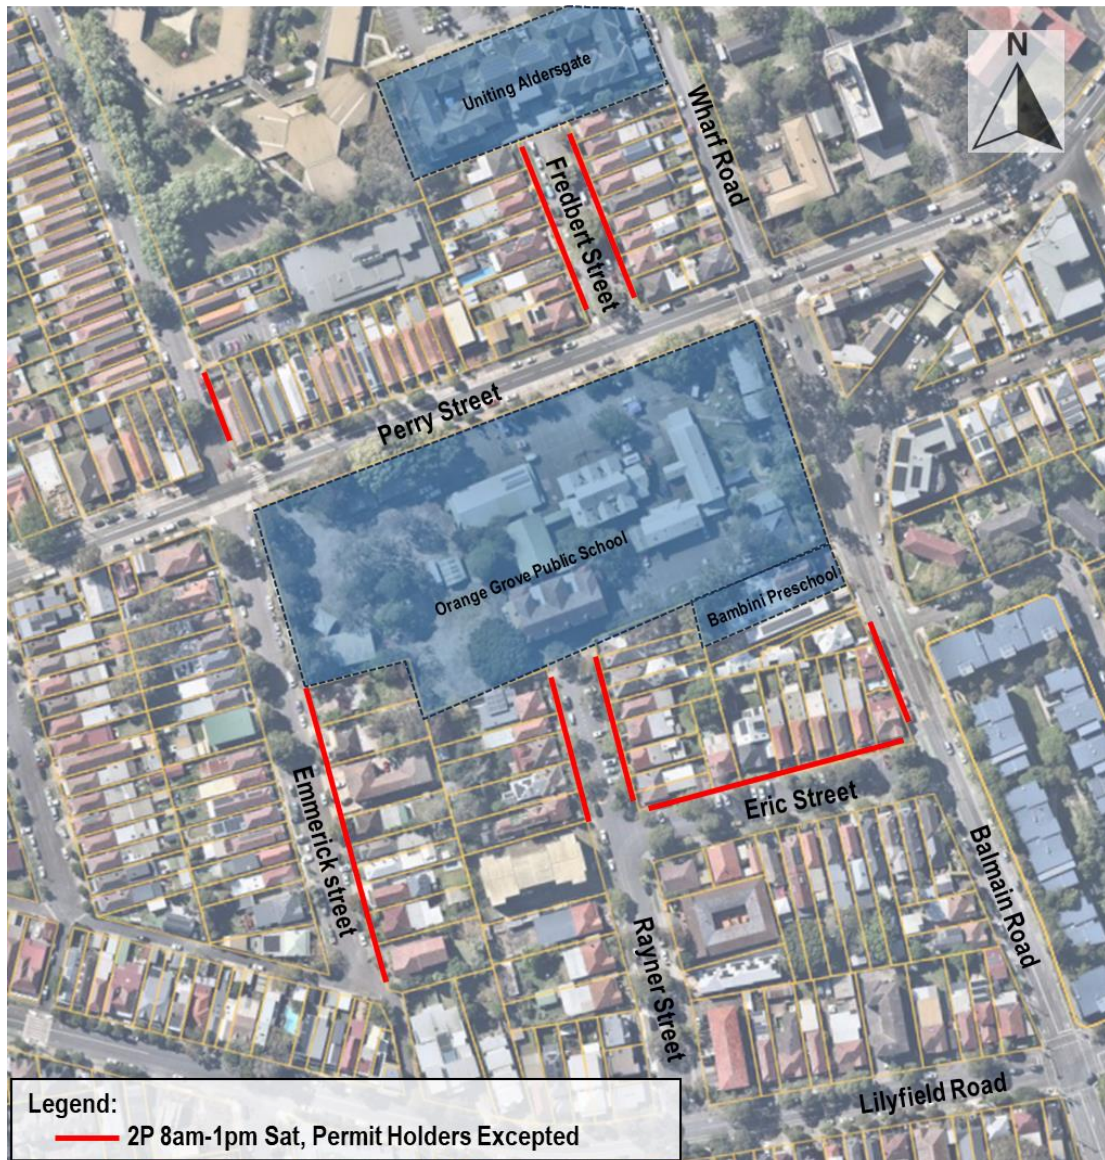 N
Uniting Aldersgate
Wharf Road
Fredbert Street
Perry Street
Orange Grove Public School
Bambini Preschool
Emmerick street
Eric Street
Rayner Street
Balmain Road
Lilyfield Road
Legend:
2P 8am-1pm Sat, Permit Holders Excepted